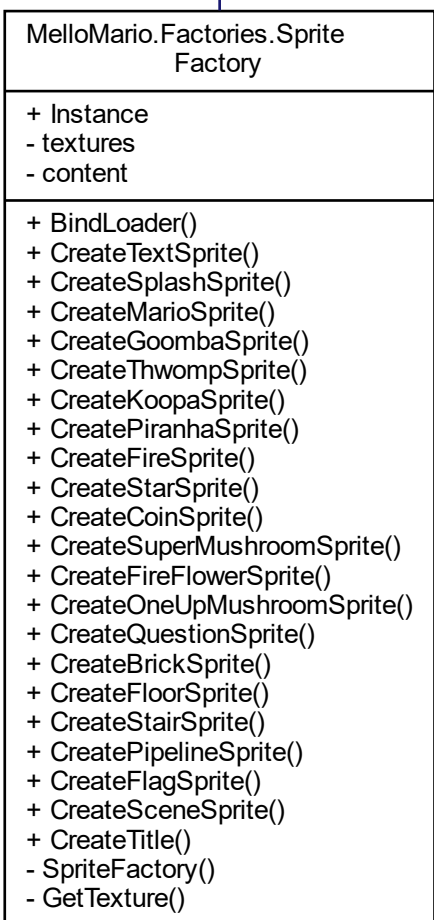 MelloMario.Factories.Sprite
Factory
+ Instance
- textures
- content
+ BindLoader()
+ CreateTextSprite()
+ CreateSplashSprite()
+ CreateMarioSprite()
+ CreateGoombaSprite()
+ CreateThwompSprite()
+ CreateKoopaSprite()
+ CreatePiranhaSprite()
+ CreateFireSprite()
+ CreateStarSprite()
+ CreateCoinSprite()
+ CreateSuperMushroomSprite()
+ CreateFireFlowerSprite()
+ CreateOneUpMushroomSprite()
+ CreateQuestionSprite()
+ CreateBrickSprite()
+ CreateFloorSprite()
+ CreateStairSprite()
+ CreatePipelineSprite()
+ CreateFlagSprite()
+ CreateSceneSprite()
+ CreateTitle()
- SpriteFactory()
- GetTexture()